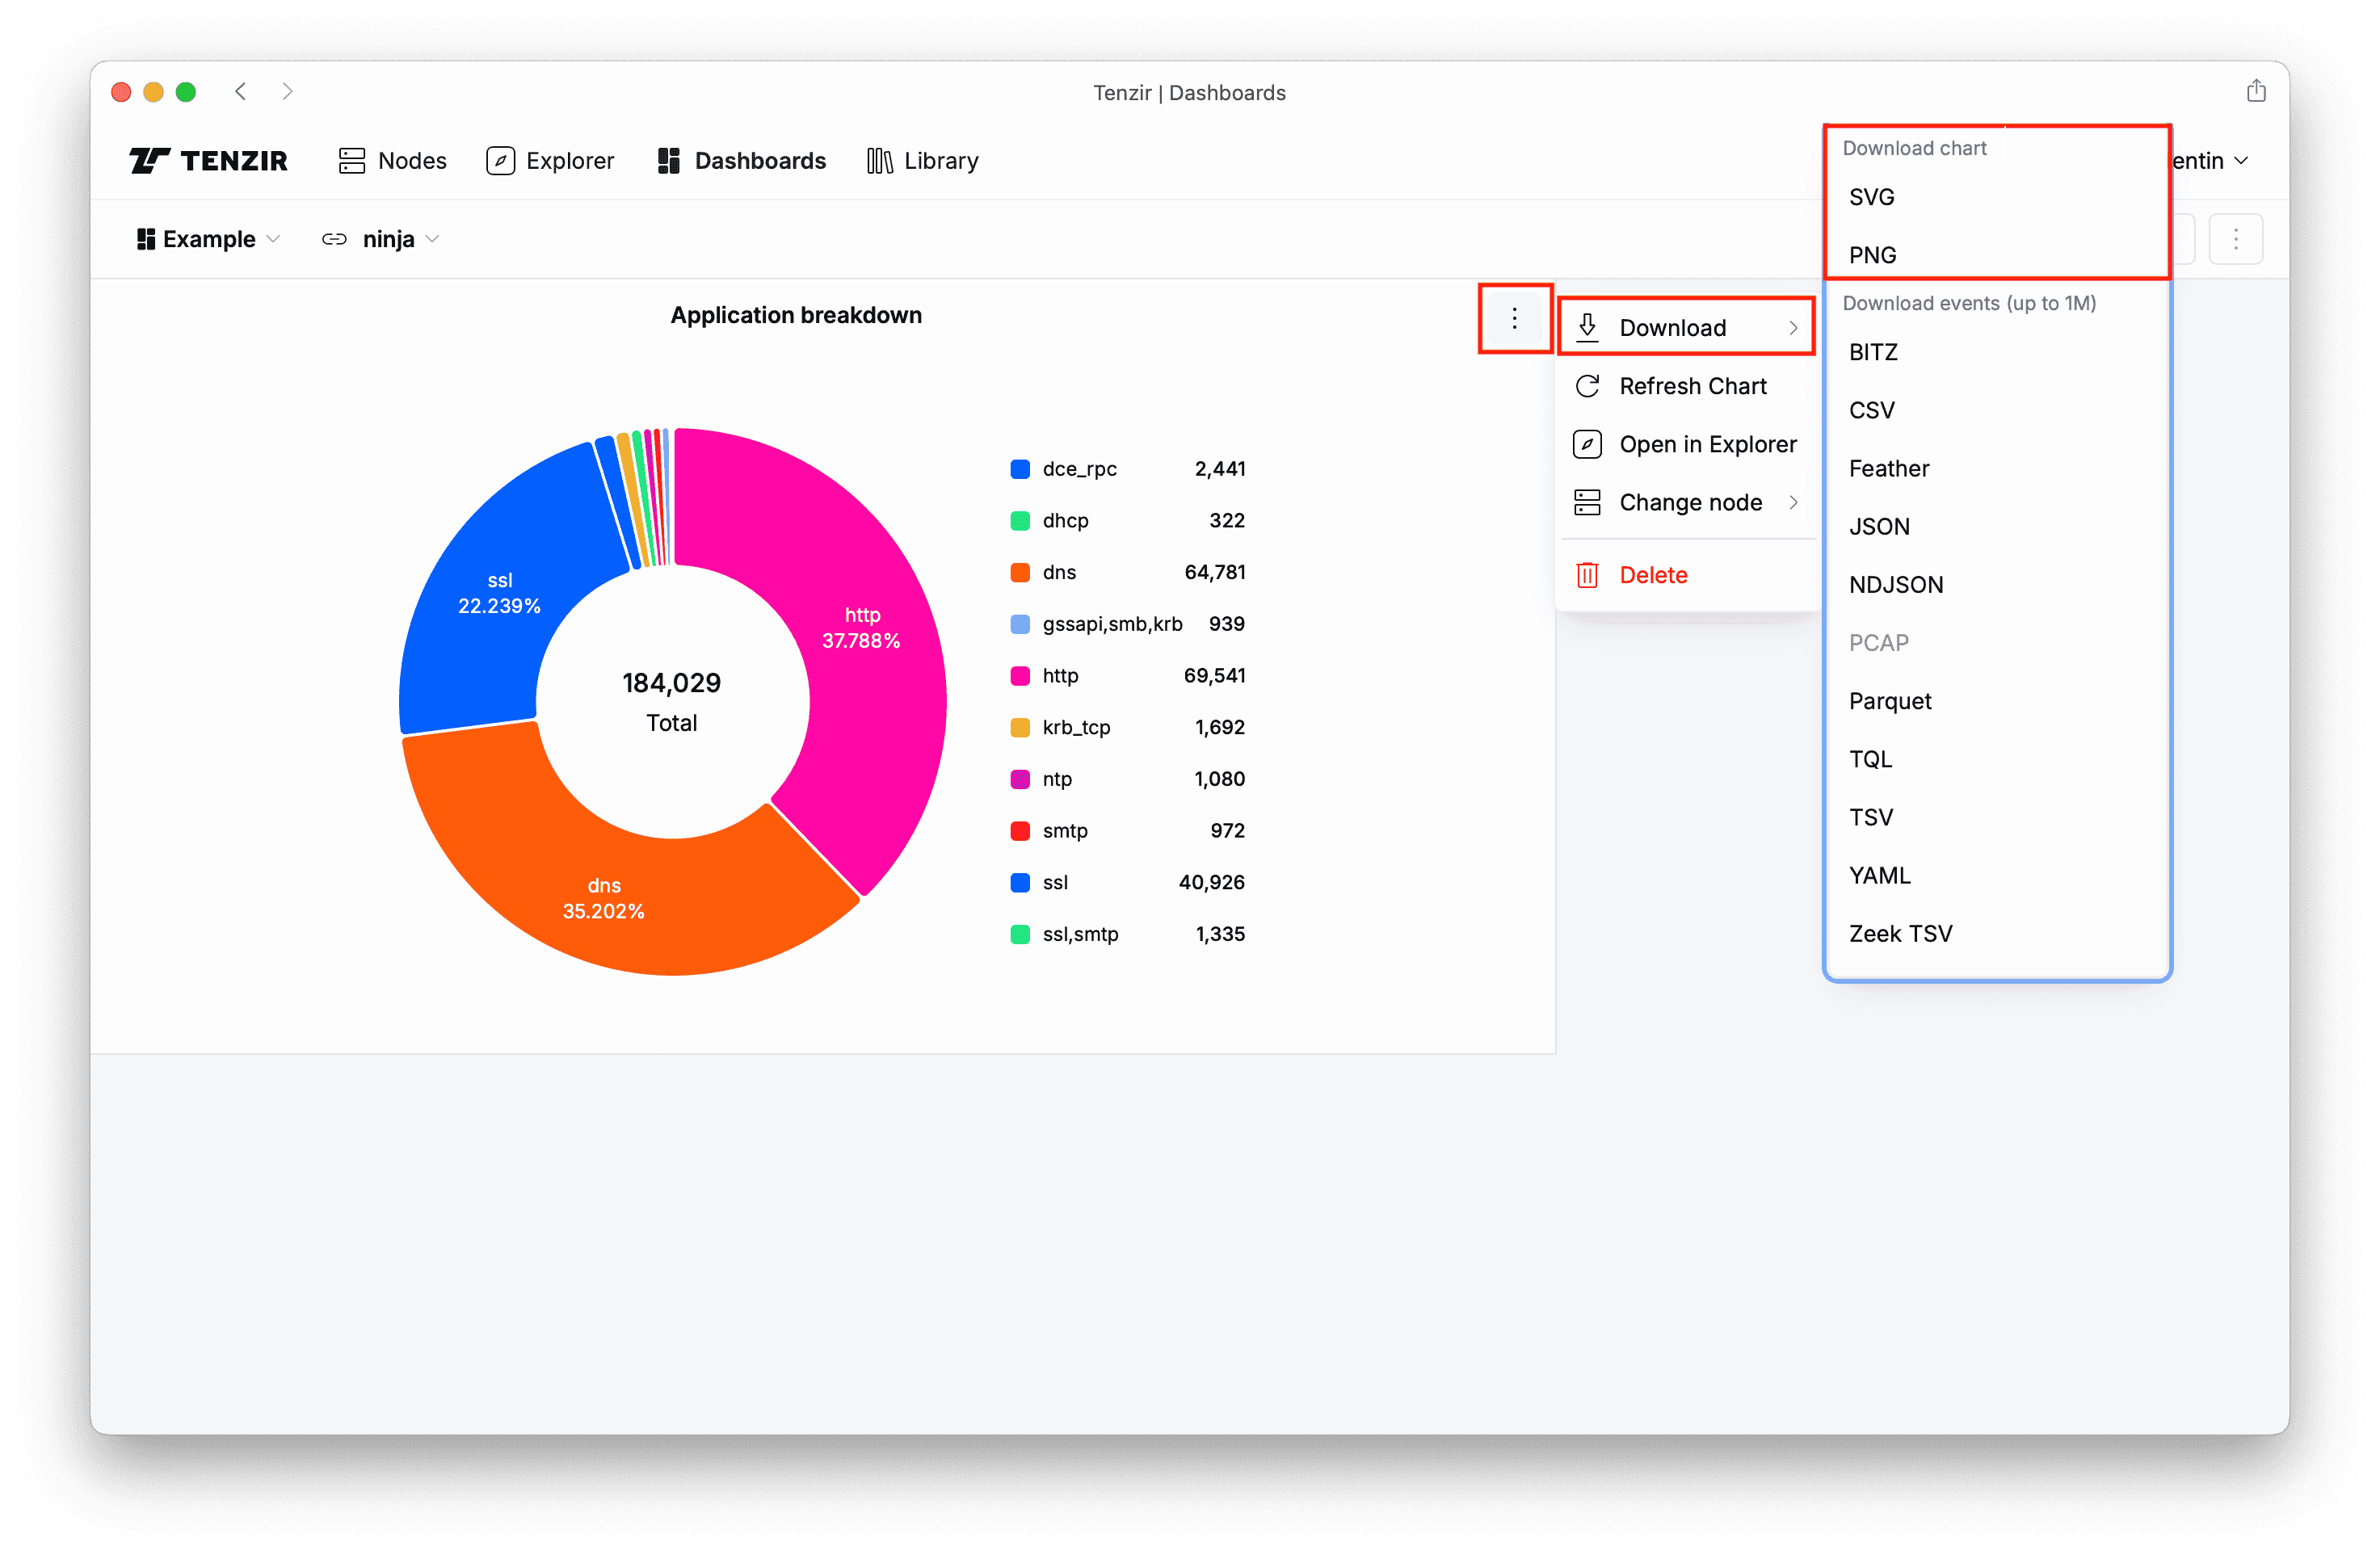 Tenzir | Dashboards
TENZIR
Nodes
Explorer
Dashboards
Library
entin
Example
ninja
Application breakdown
ssl
22.239%
http
37.788%
dns
35.202%
184,029
Total
dce_rpc 2,441
dhcp 322
dns 64,781
gssapi,smb,krb 939
http 69,541
krb_tcp 1,692
ntp 1,080
smtp 972
ssl 40,926
ssl,smtp 1,335
Download
Refresh Chart
Open in Explorer
Change node
Delete
Download chart
SVG
PNG
Download events (up to 1M)
BITZ
CSV
Feather
JSON
NDJSON
PCAP
Parquet
TQL
TSV
YAML
Zeek TSV